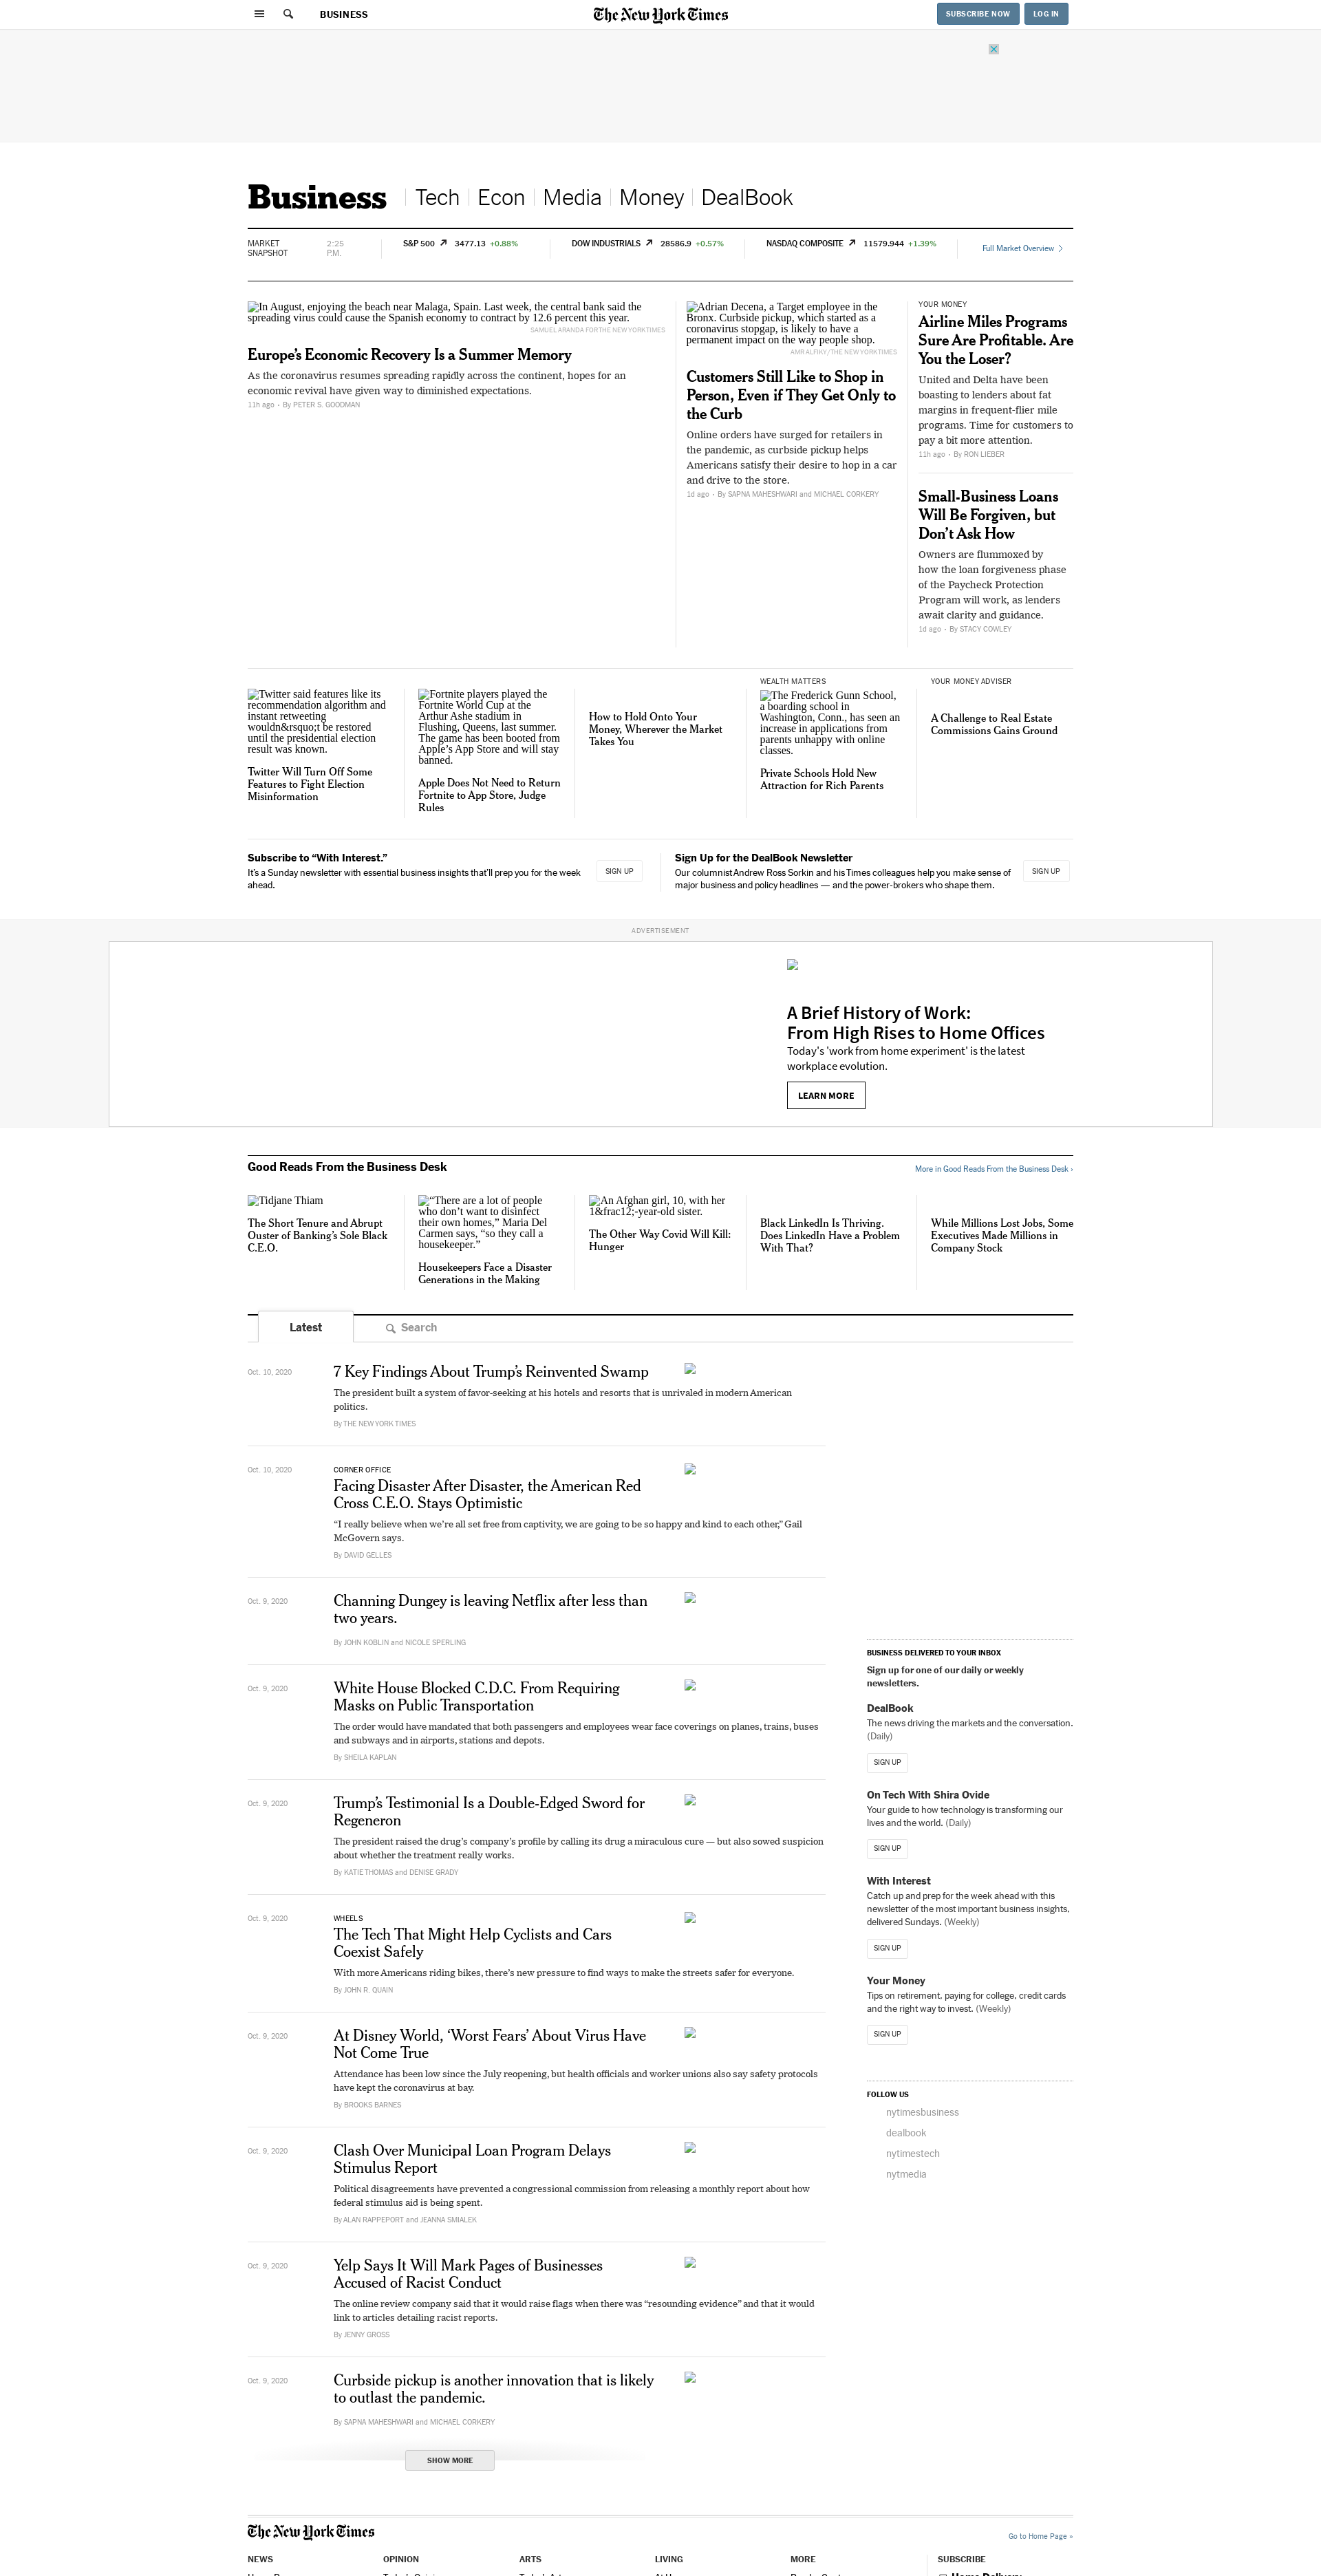 BUSINESS
The New York Times
SUBSCRIBE NOW
LOG IN
Business
Tech
Econ
Media
Money
DealBook
MARKET
SNAPSHOT
2:25
P.M.
S&P 500 3477.13 +0.88%
DOW INDUSTRIALS 28586.9 +0.57%
NASDAQ COMPOSITE 11579.944 +1.39%
Full Market Overview
In August, enjoying the beach near Malaga, Spain. Last week, the central bank said the
spreading virus could cause the Spanish economy to contract by 12.6 percent this year.
SAMUEL ARANDA FOR THE NEW YORK TIMES
Europe’s Economic Recovery Is a Summer Memory
As the coronavirus resumes spreading rapidly across the continent, hopes for an
economic revival have given way to diminished expectations.
11h ago • By PETER S. GOODMAN
Adrian Decena, a Target employee in the
Bronx. Curbside pickup, which started as a
coronavirus stopgap, is likely to have a
permanent impact on the way people shop.
AMR ALFIKY/THE NEW YORK TIMES
Customers Still Like to Shop in
Person, Even if They Get Only to
the Curb
Online orders have surged for retailers in
the pandemic, as curbside pickup helps
Americans satisfy their desire to hop in a car
and drive to the store.
1d ago • By SAPNA MAHESHWARI and MICHAEL CORKERY
YOUR MONEY
Airline Miles Programs
Sure Are Profitable. Are
You the Loser?
United and Delta have been
boasting to lenders about fat
margins in frequent-flier mile
programs. Time for customers to
pay a bit more attention.
11h ago • By RON LIEBER
Small-Business Loans
Will Be Forgiven, but
Don’t Ask How
Owners are flummoxed by
how the loan forgiveness phase
of the Paycheck Protection
Program will work, as lenders
await clarity and guidance.
1d ago • By STACY COWLEY
Twitter said features like its
recommendation algorithm and
instant retweeting
wouldn&rsquo;t be restored
until the presidential election
result was known.
Twitter Will Turn Off Some
Features to Fight Election
Misinformation
Fortnite players played the
Fortnite World Cup at the
Arthur Ashe stadium in
Flushing, Queens, last summer.
The game has been booted from
Apple’s App Store and will stay
banned.
Apple Does Not Need to Return
Fortnite to App Store, Judge
Rules
How to Hold Onto Your
Money, Wherever the Market
Takes You
WEALTH MATTERS
The Frederick Gunn School,
a boarding school in
Washington, Conn., has seen an
increase in applications from
parents unhappy with online
classes.
Private Schools Hold New
Attraction for Rich Parents
YOUR MONEY ADVISER
A Challenge to Real Estate
Commissions Gains Ground
Subscribe to “With Interest.”
It’s a Sunday newsletter with essential business insights that’ll prep you for the week
ahead.
SIGN UP
Sign Up for the DealBook Newsletter
Our columnist Andrew Ross Sorkin and his Times colleagues help you make sense of
major business and policy headlines — and the power-brokers who shape them.
SIGN UP
ADVERTISEMENT
A Brief History of Work:
From High Rises to Home Offices
Today's 'work from home experiment' is the latest
workplace evolution.
LEARN MORE
Good Reads From the Business Desk
More in Good Reads From the Business Desk ›
Tidjane Thiam
The Short Tenure and Abrupt
Ouster of Banking’s Sole Black
C.E.O.
“There are a lot of people
who don’t want to disinfect
their own homes,” Maria Del
Carmen says, “so they call a
housekeeper.”
Housekeepers Face a Disaster
Generations in the Making
An Afghan girl, 10, with her
1&frac12;-year-old sister.
The Other Way Covid Will Kill:
Hunger
Black LinkedIn Is Thriving.
Does LinkedIn Have a Problem
With That?
While Millions Lost Jobs, Some
Executives Made Millions in
Company Stock
Latest
Search
Oct. 10, 2020
7 Key Findings About Trump’s Reinvented Swamp
The president built a system of favor-seeking at his hotels and resorts that is unrivaled in modern American
politics.
By THE NEW YORK TIMES
Oct. 10, 2020
CORNER OFFICE
Facing Disaster After Disaster, the American Red
Cross C.E.O. Stays Optimistic
“I really believe when we’re all set free from captivity, we are going to be so happy and kind to each other,” Gail
McGovern says.
By DAVID GELLES
Oct. 9, 2020
Channing Dungey is leaving Netflix after less than
two years.
By JOHN KOBLIN and NICOLE SPERLING
Oct. 9, 2020
White House Blocked C.D.C. From Requiring
Masks on Public Transportation
The order would have mandated that both passengers and employees wear face coverings on planes, trains, buses
and subways and in airports, stations and depots.
By SHEILA KAPLAN
Oct. 9, 2020
Trump’s Testimonial Is a Double-Edged Sword for
Regeneron
The president raised the drug’s company’s profile by calling its drug a miraculous cure — but also sowed suspicion
about whether the treatment really works.
By KATIE THOMAS and DENISE GRADY
Oct. 9, 2020
WHEELS
The Tech That Might Help Cyclists and Cars
Coexist Safely
With more Americans riding bikes, there’s new pressure to find ways to make the streets safer for everyone.
By JOHN R. QUAIN
Oct. 9, 2020
At Disney World, ‘Worst Fears’ About Virus Have
Not Come True
Attendance has been low since the July reopening, but health officials and worker unions also say safety protocols
have kept the coronavirus at bay.
By BROOKS BARNES
Oct. 9, 2020
Clash Over Municipal Loan Program Delays
Stimulus Report
Political disagreements have prevented a congressional commission from releasing a monthly report about how
federal stimulus aid is being spent.
By ALAN RAPPEPORT and JEANNA SMIALEK
Oct. 9, 2020
Yelp Says It Will Mark Pages of Businesses
Accused of Racist Conduct
The online review company said that it would raise flags when there was “resounding evidence” and that it would
link to articles detailing racist reports.
By JENNY GROSS
Oct. 9, 2020
Curbside pickup is another innovation that is likely
to outlast the pandemic.
By SAPNA MAHESHWARI and MICHAEL CORKERY
SHOW MORE
BUSINESS DELIVERED TO YOUR INBOX
Sign up for one of our daily or weekly
newsletters.
DealBook
The news driving the markets and the conversation.
(Daily)
SIGN UP
On Tech With Shira Ovide
Your guide to how technology is transforming our
lives and the world. (Daily)
SIGN UP
With Interest
Catch up and prep for the week ahead with this
newsletter of the most important business insights,
delivered Sundays. (Weekly)
SIGN UP
Your Money
Tips on retirement, paying for college, credit cards
and the right way to invest. (Weekly)
SIGN UP
FOLLOW US
nytimesbusiness
dealbook
nytimestech
nytmedia
The New York Times
Go to Home Page »
NEWS
OPINION
ARTS
LIVING
MORE
SUBSCRIBE